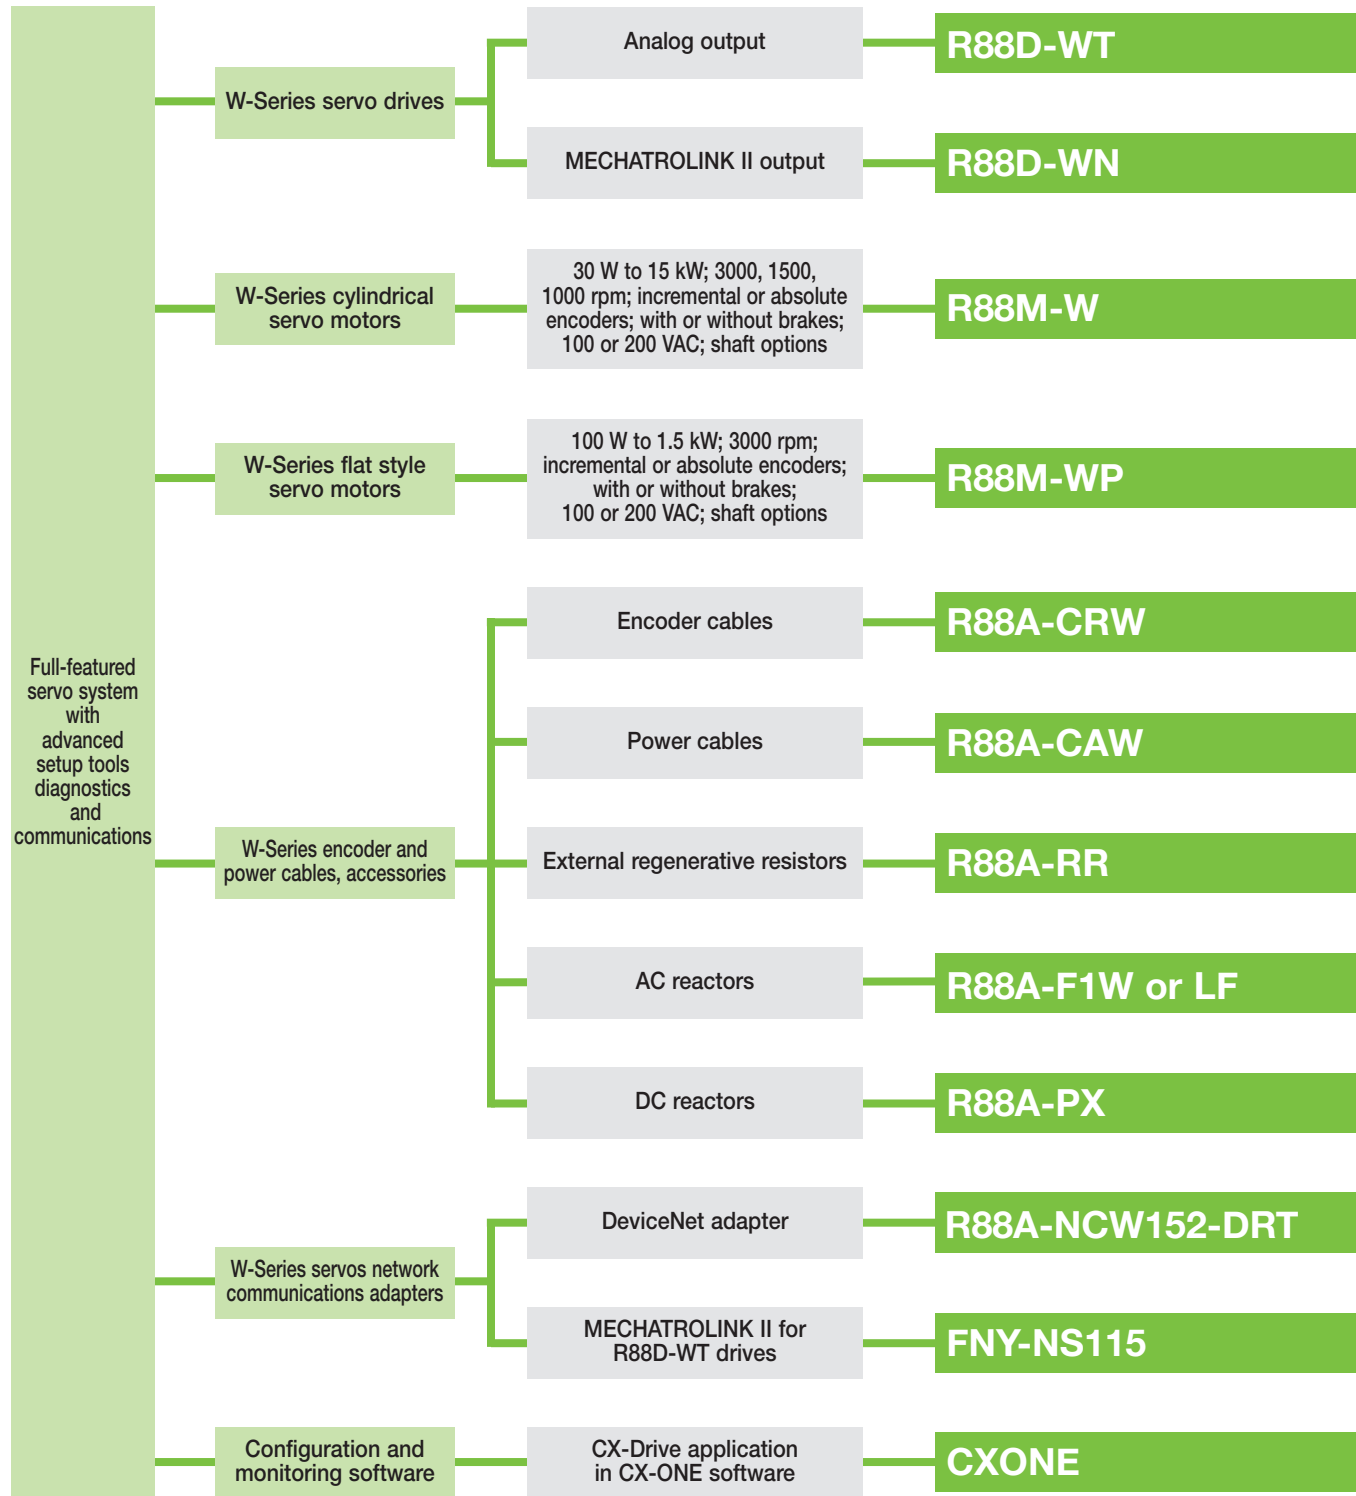 Full-featured
servo system
with
advanced
setup tools
diagnostics
and
communications
W-Series servo drives
Analog output
R88D-WT
MECHATROLINK II output
R88D-WN
W-Series cylindrical
servo motors
30 W to 15 kW; 3000, 1500,
1000 rpm; incremental or absolute
encoders; with or without brakes;
100 or 200 VAC; shaft options
R88M-W
W-Series flat style
servo motors
100 W to 1.5 kW; 3000 rpm;
incremental or absolute encoders;
with or without brakes;
100 or 200 VAC; shaft options
R88M-WP
W-Series encoder and
power cables, accessories
Encoder cables
R88A-CRW
Power cables
R88A-CAW
External regenerative resistors
R88A-RR
AC reactors
R88A-F1W or LF
DC reactors
R88A-PX
W-Series servos network
communications adapters
DeviceNet adapter
R88A-NCW152-DRT
MECHATROLINK II for
R88D-WT drives
FNY-NS115
Configuration and
monitoring software
CX-Drive application
in CX-ONE software
CXONE